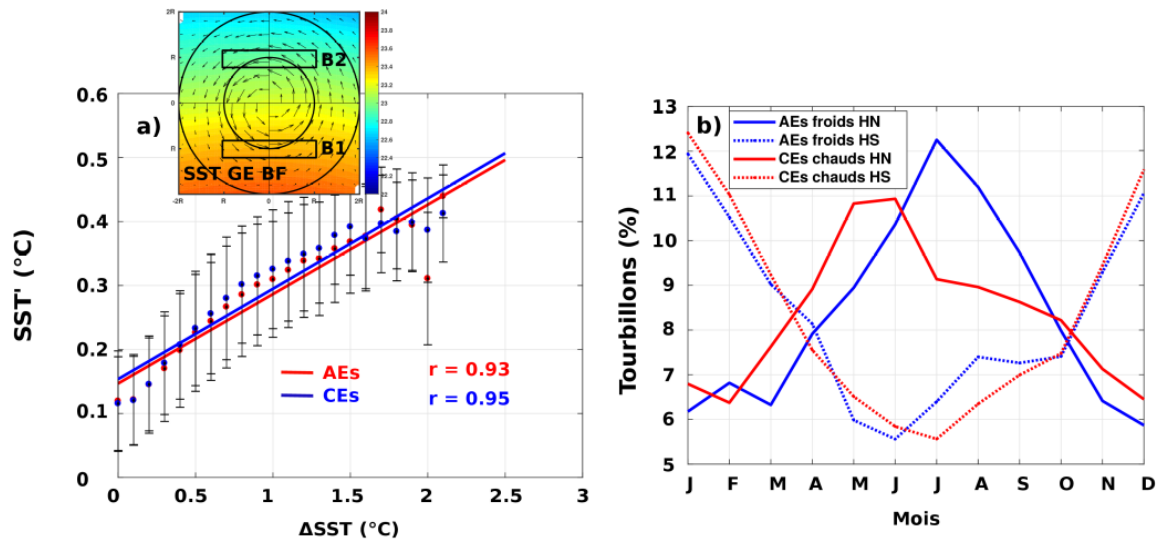 a)
B2
B1
SST GE BF
2R
R
0
-R
-2R
-2R -R 0 R 2R
24
23.8
23.6
23.4
23.2
23
22.8
22.6
22.4
22.2
22
SST' (°C)
0.6
0.5
0.4
0.3
0.2
0.1
0
AEs r = 0.93
CEs r = 0.95
0 0.5 1 1.5 2 2.5 3
ΔSST (°C)
b)
AEs froids HN
AEs froids HS
CEs chauds HN
CEs chauds HS
Tourbillons (%)
13
12
11
10
9
8
7
6
5
J F M A M J J A S O N D
Mois